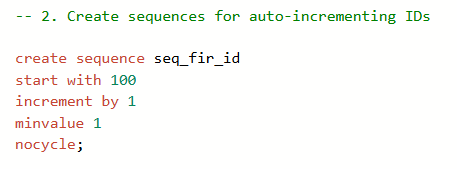 -- 2. Create sequences for auto-incrementing IDs
create sequence seq_fir_id
start with 100
increment by 1
minvalue 1
nocycle;